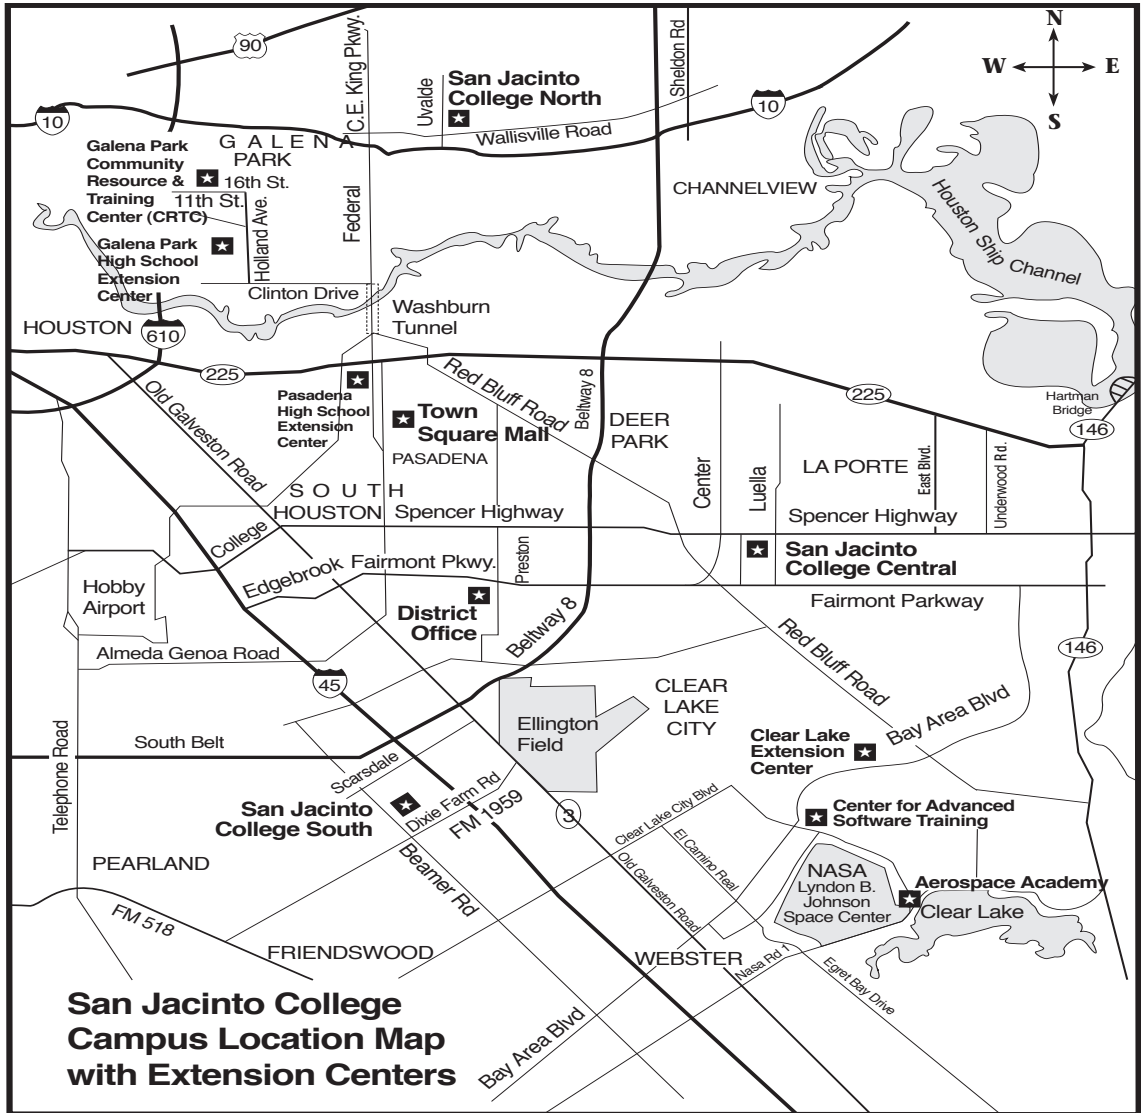 N
W E
S
90
C.E. King Pkwy.
Sheldon Rd
Uvalde
San Jacinto
College North
10
10
Wallisville Road
GALENA
PARK
Galena Park
Community
Resource &
Training
Center (CRTC)
16th St.
11th St.
Holland Ave.
Federal
CHANNELVIEW
Houston Ship Channel
Galena Park
High School
Extension
Center
Clinton Drive
Washburn
Tunnel
HOUSTON
610
225
Old Galveston Road
Pasadena
High School
Extension
Center
Town
Square Mall
PASADENA
Red Bluff Road
Beltway 8
DEER
PARK
225
Hartman
Bridge
146
Center
Luella
LA PORTE
East Blvd.
Underwood Rd.
SOUTH
HOUSTON
Spencer Highway
Spencer Highway
College
Edgebrook
Fairmont Pkwy.
Preston
San Jacinto
College Central
Hobby
Airport
District
Office
Beltway 8
Fairmont Parkway
Almeda Genoa Road
Red Bluff Road
146
45
CLEAR
LAKE
CITY
Ellington
Field
Bay Area Blvd
Clear Lake
Extension
Center
South Belt
Telephone Road
Scarsdale
San Jacinto
College South
Dixie Farm Rd
FM 1959
3
Clear Lake City Blvd
Center for Advanced
Software Training
El Camino Real
Old Galveston Road
PEARLAND
Beamer Rd
NASA
Lyndon B.
Johnson
Space Center
Aerospace Academy
Clear Lake
FM 518
FRIENDSWOOD
WEBSTER
Nasa Rd 1
Egret Bay Drive
Bay Area Blvd
San Jacinto College
Campus Location Map
with Extension Centers